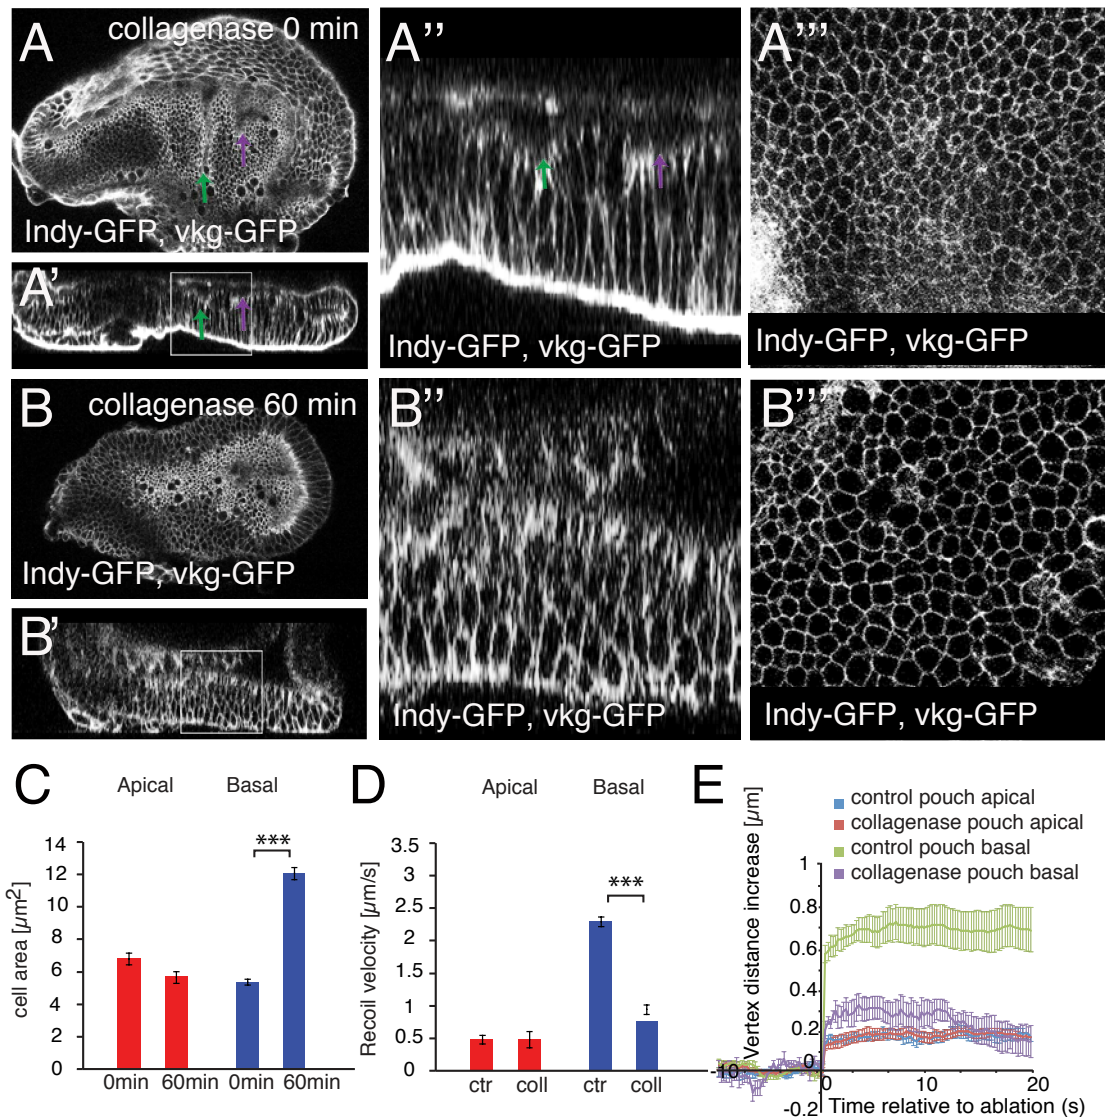 A
collagenase 0 min
Indy-GFP, vkg-GFP
A'
A''
Indy-GFP, vkg-GFP
A'''
Indy-GFP, vkg-GFP
B
collagenase 60 min
Indy-GFP, vkg-GFP
B'
B''
Indy-GFP, vkg-GFP
B'''
Indy-GFP, vkg-GFP
C
Apical
Basal
cell area [µm²]
14
12
10
8
6
4
2
0
***
0min
60min
0min
60min
D
Apical
Basal
Recoil velocity [µm/s]
3.5
3
2.5
2
1.5
1
0.5
0
***
ctr
coll
ctr
coll
E
control pouch apical
collagenase pouch apical
control pouch basal
collagenase pouch basal
Vertex distance increase [µm]
1
0.8
0.6
0.4
0.2
0
-0.2
-10
0
10
20
Time relative to ablation (s)